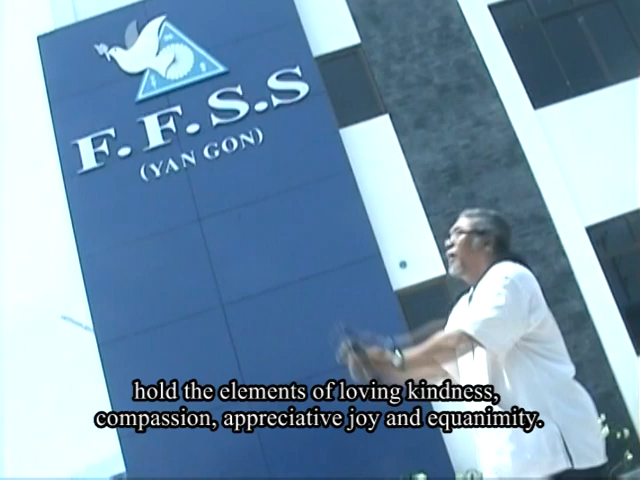 F.F.S.S
(YAN GON)
hold the elements of loving kindness,
compassion, appreciative joy and equanimity.